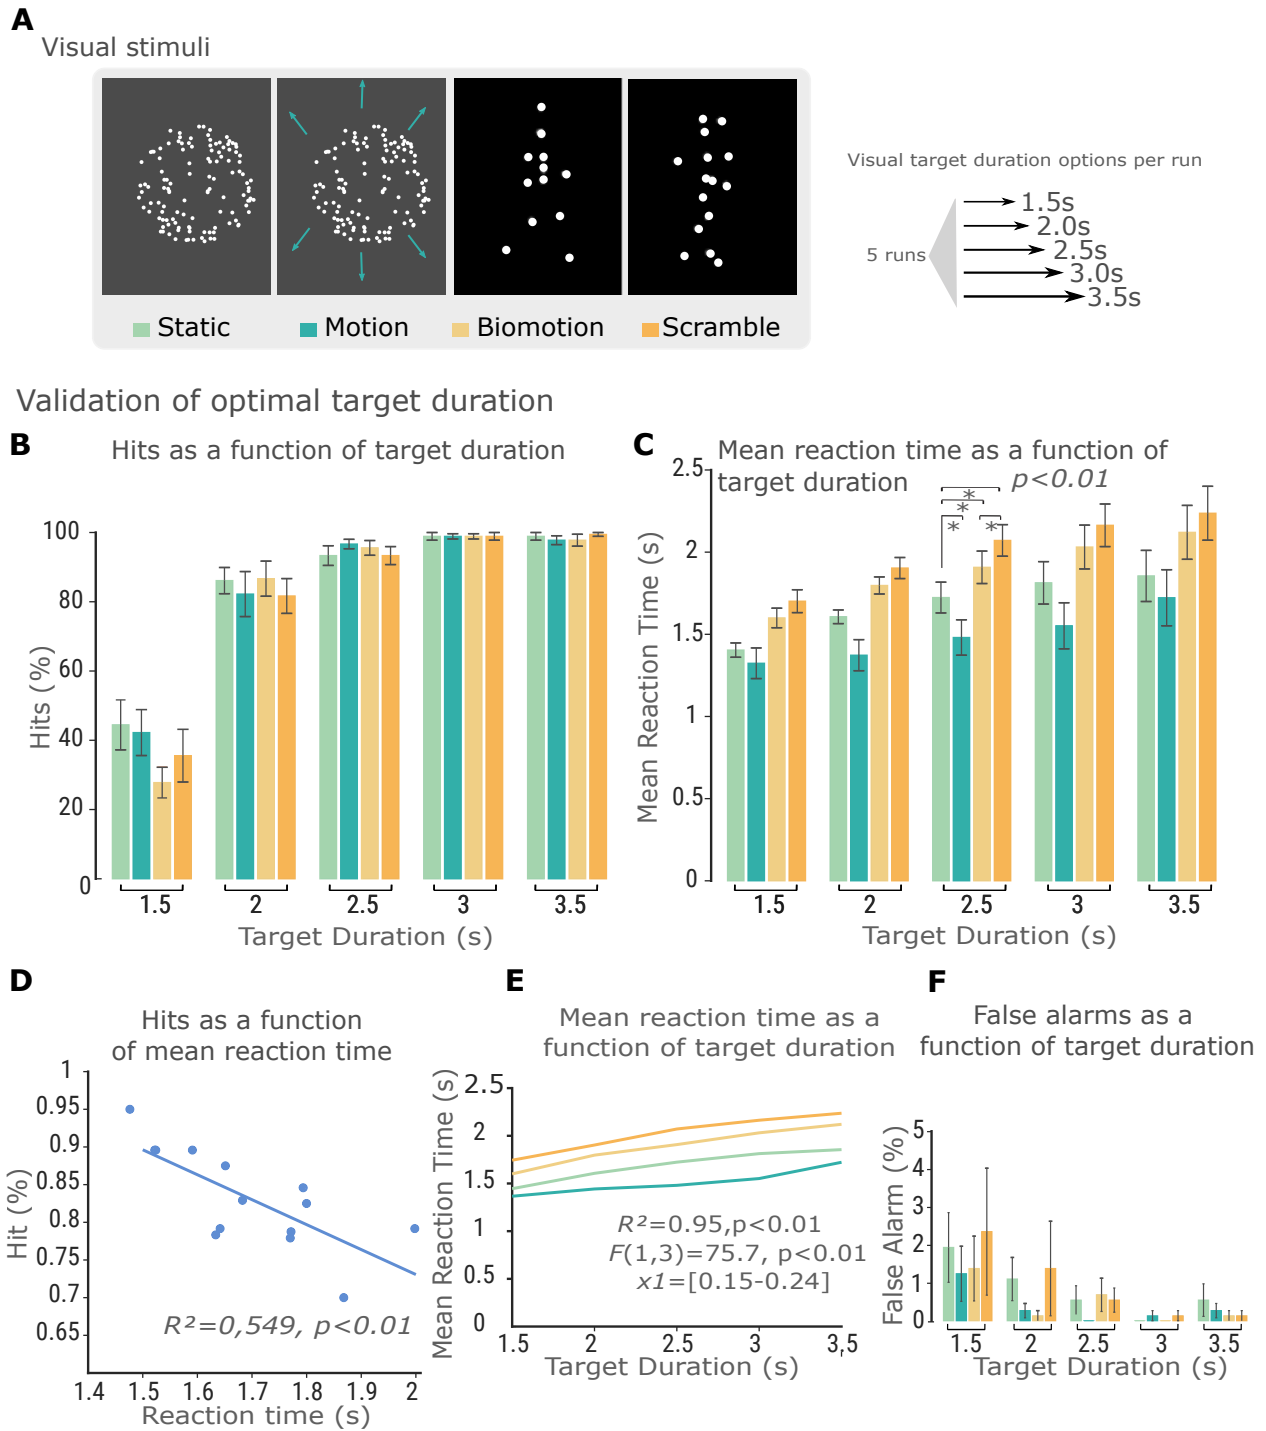 A
Visual stimuli
Static
Motion
Biomotion
Scramble
Visual target duration options per run
5 runs
1.5s
2.0s
2.5s
3.0s
3.5s
Validation of optimal target duration
B
Hits as a function of target duration
Hits (%)
100
80
60
40
20
0
1.5
2
2.5
3
3.5
Target Duration (s)
C
Mean reaction time as a function of
target duration
p<0.01
*
*
*
*
Mean Reaction Time (s)
2.5
2
1.5
1
0.5
0
1.5
2
2.5
3
3.5
Target Duration (s)
D
Hits as a function
of mean reaction time
Hit (%)
1
0.95
0.9
0.85
0.8
0.75
0.7
0.65
R²=0,549, p<0.01
1.4
1.5
1.6
1.7
1.8
1.9
2
Reaction time (s)
E
Mean reaction time as a
function of target duration
Mean Reaction Time (s)
2.5
2
1.5
1
0.5
0
R²=0.95,p<0.01
F(1,3)=75.7, p<0.01
x1=[0.15-0.24]
1.5
2
2.5
3
3,5
Target Duration (s)
F
False alarms as a
function of target duration
False Alarm (%)
5
4
3
2
1
0
1.5
2
2.5
3
3.5
Target Duration (s)